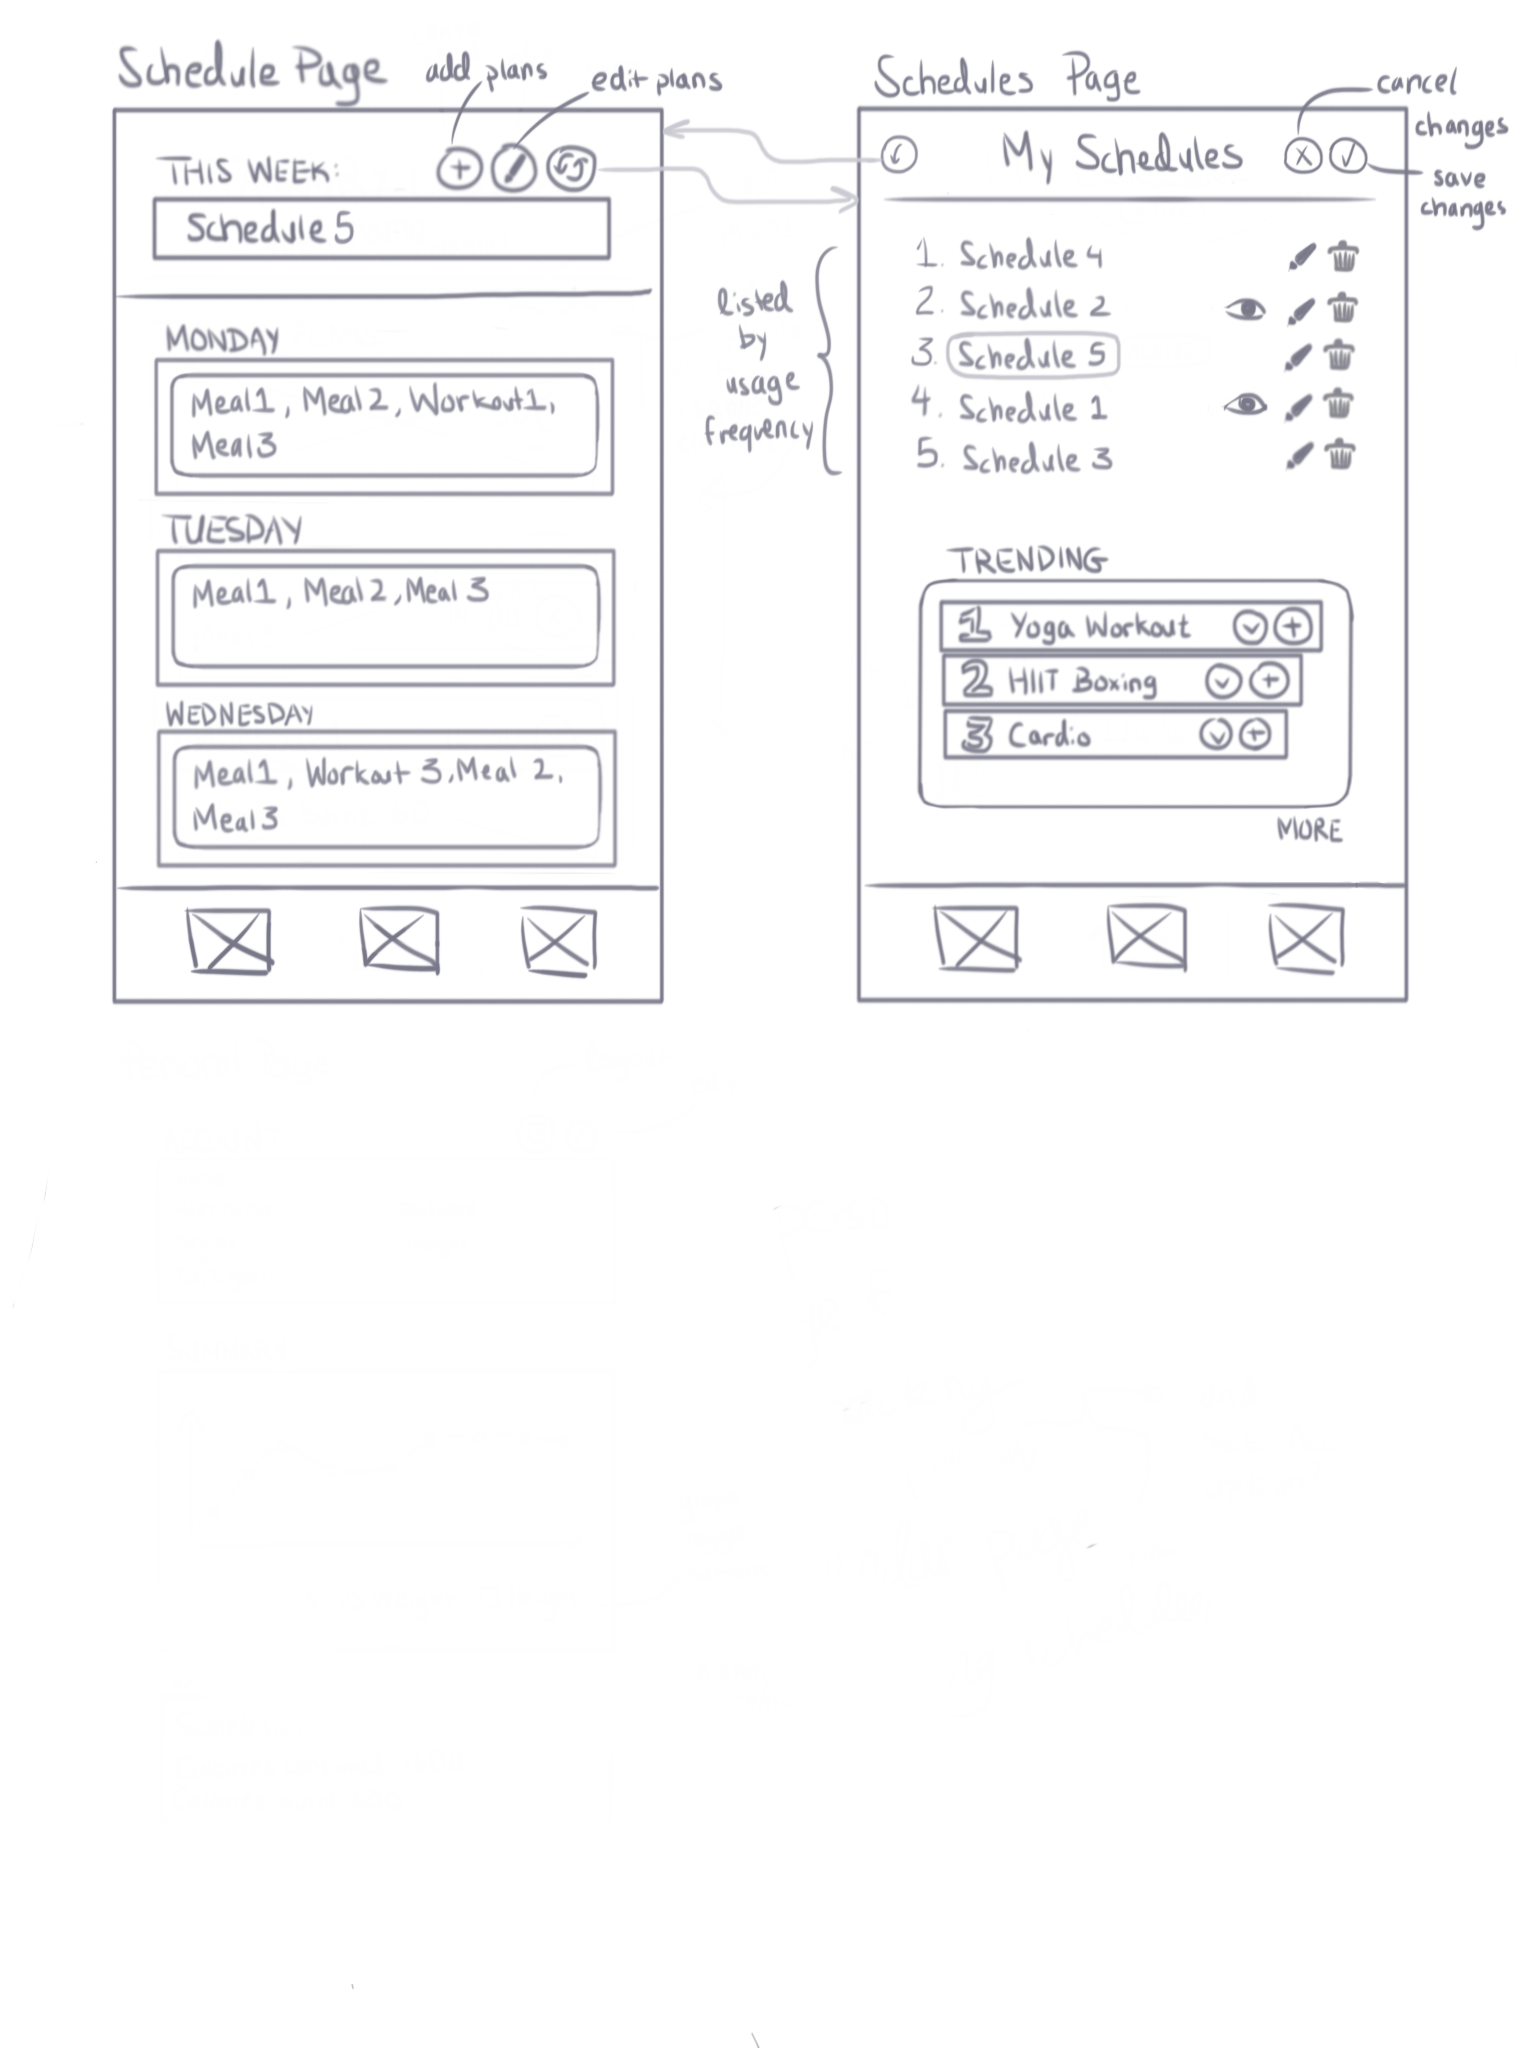 Schedule Page
add plans
edit plans
THIS WEEK:
Schedule 5
MONDAY
Meal1, Meal 2, Workout1,
Meal3
TUESDAY
Meal1, Meal 2, Meal 3
WEDNESDAY
Meal1, Workout 3, Meal 2,
Meal3
Schedules Page
cancel
changes
My Schedules
save
changes
listed
by
usage
frequency
1. Schedule 4
2. Schedule 2
3. Schedule 5
4. Schedule 1
5. Schedule 3
TRENDING
1 Yoga Workout
2 HIIT Boxing
3 Cardio
MORE